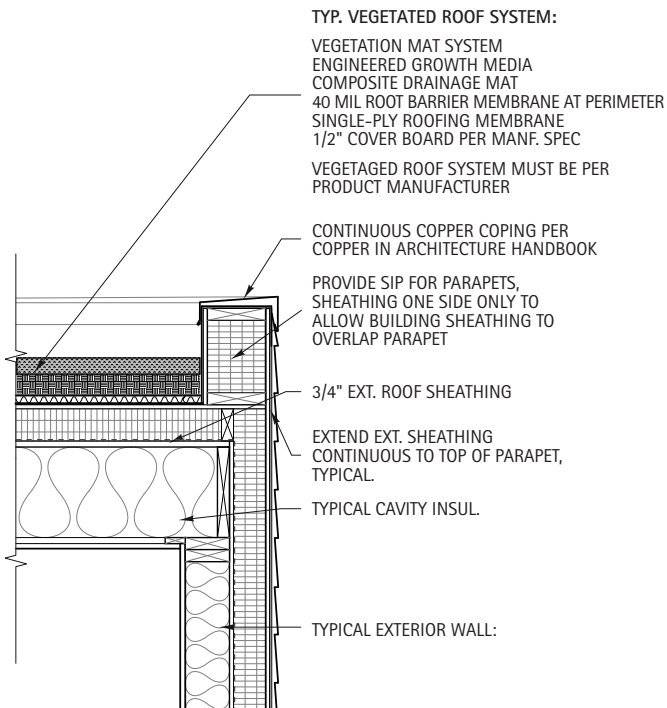 TYP. VEGETATED ROOF SYSTEM:
VEGETATION MAT SYSTEM
ENGINEERED GROWTH MEDIA
COMPOSITE DRAINAGE MAT
40 MIL ROOT BARRIER MEMBRANE AT PERIMETER
SINGLE-PLY ROOFING MEMBRANE
1/2" COVER BOARD PER MANF. SPEC
VEGETAGED ROOF SYSTEM MUST BE PER
PRODUCT MANUFACTURER
CONTINUOUS COPPER COPING PER
COPPER IN ARCHITECTURE HANDBOOK
PROVIDE SIP FOR PARAPETS,
SHEATHING ONE SIDE ONLY TO
ALLOW BUILDING SHEATHING TO
OVERLAP PARAPET
3/4" EXT. ROOF SHEATHING
EXTEND EXT. SHEATHING
CONTINUOUS TO TOP OF PARAPET,
TYPICAL.
TYPICAL CAVITY INSUL.
TYPICAL EXTERIOR WALL: